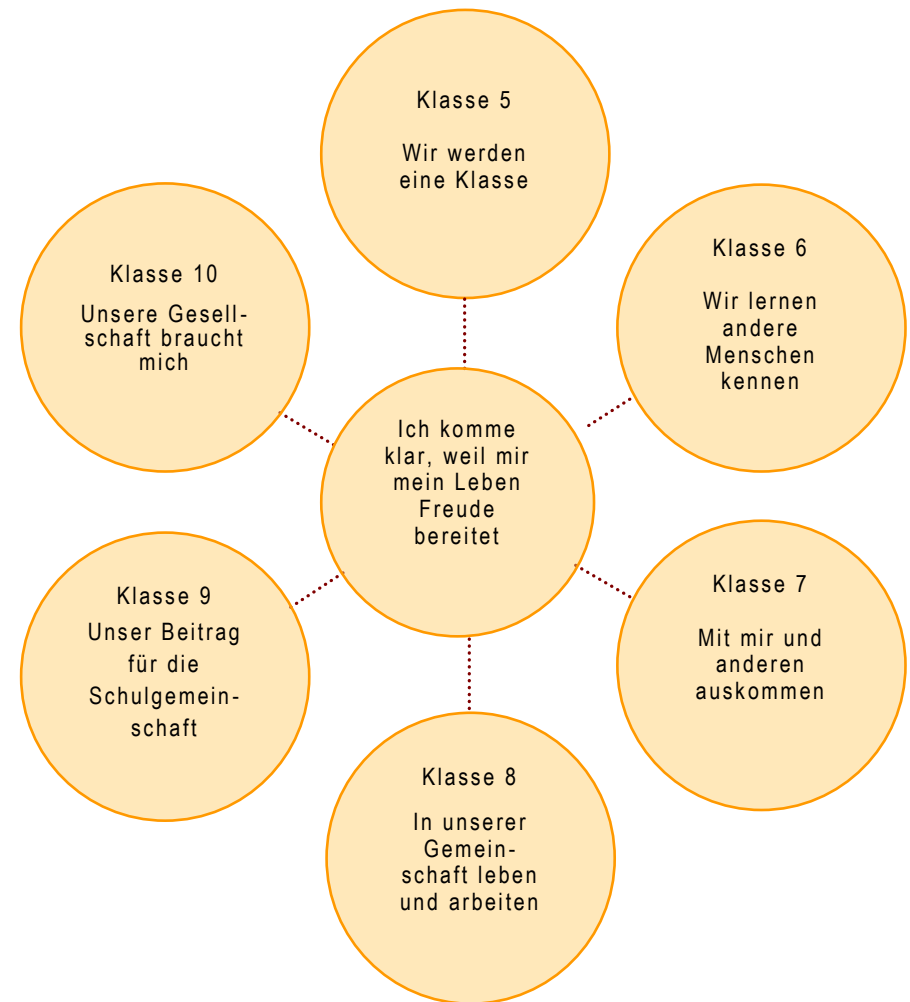 Klasse 5
Wir werden
eine Klasse
Klasse 6
Wir lernen
andere
Menschen
kennen
Klasse 10
Unsere Gesell-
schaft braucht
mich
Ich komme
klar, weil mir
mein Leben
Freude
bereitet
Klasse 7
Mit mir und
anderen
auskommen
Klasse 9
Unser Beitrag
für die
Schulgemein-
schaft
Klasse 8
In unserer
Gemein-
schaft leben
und arbeiten